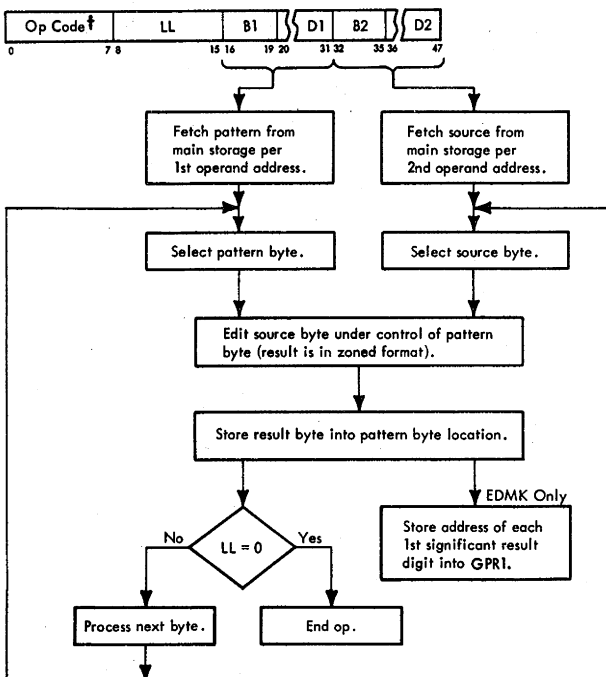 Op Code† LL B1 D1 B2 D2
0 7 8 15 16 19 20 31 32 35 36 47
Fetch pattern from
main storage per
1st operand address.
Fetch source from
main storage per
2nd operand address.
Select pattern byte.
Select source byte.
Edit source byte under control of pattern
byte (result is in zoned format).
Store result byte into pattern byte location.
EDMK Only
Store address of each
1st significant result
digit into GPR1.
No
LL = 0
Yes
Process next byte.
End op.